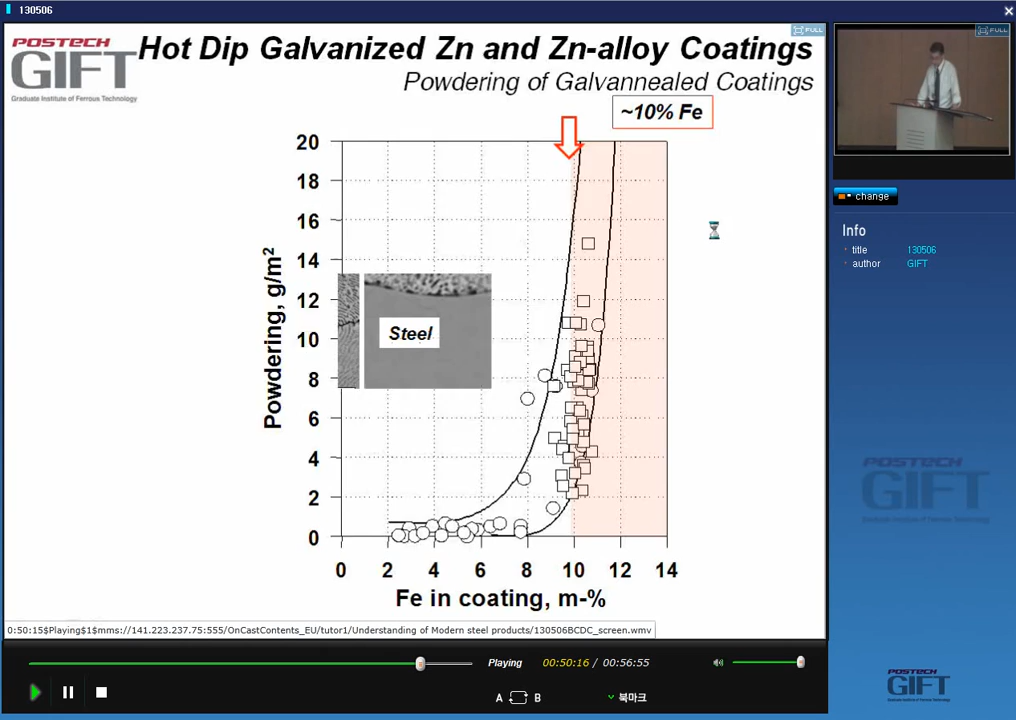 130506
FULL
POSTECH
GIFT
Graduate Institute of Ferrous Technology
Hot Dip Galvanized Zn and Zn-alloy Coatings
Powdering of Galvannealed Coatings
~10% Fe
20
18
16
14
12
10
8
6
4
2
0
Powdering, g/m²
Steel
0 2 4 6 8 10 12 14
Fe in coating, m-%
0:50:15$Playing$1$mms://141.223.237.75:555/OnCastContents_EU/tutor1/Understanding of Modern steel products/130506BCDC_screen.wmv
Playing 00:50:16 / 00:56:55
A B 북마크
FULL
change
Info
title 130506
author GIFT
POSTECH
GIFT
POSTECH
GIFT